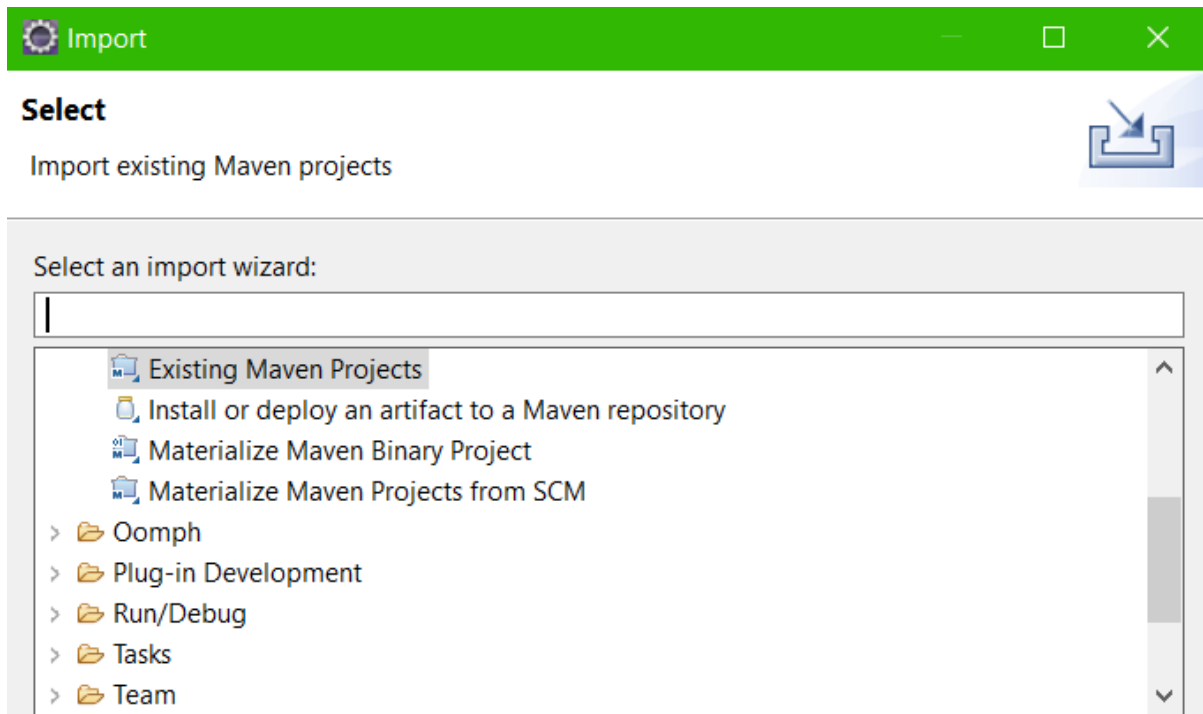 Import
Select
Import existing Maven projects
Select an import wizard:
Existing Maven Projects
Install or deploy an artifact to a Maven repository
Materialize Maven Binary Project
Materialize Maven Projects from SCM
Oomph
Plug-in Development
Run/Debug
Tasks
Team